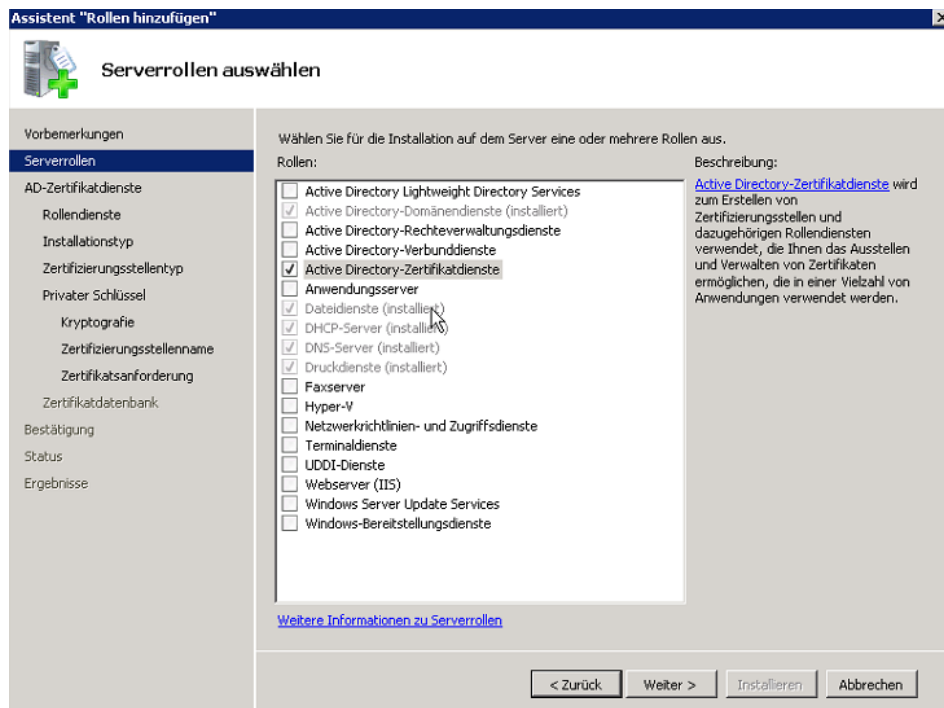 Assistent "Rollen hinzufügen"
Serverrollen auswählen
Vorbemerkungen
Serverrollen
AD-Zertifikatdienste
Rollendienste
Installationstyp
Zertifizierungsstellentyp
Privater Schlüssel
Kryptografie
Zertifizierungsstellenname
Zertifikatsanforderung
Zertifikatdatenbank
Bestätigung
Status
Ergebnisse
Wählen Sie für die Installation auf dem Server eine oder mehrere Rollen aus.
Rollen:
Active Directory Lightweight Directory Services
Active Directory-Domänendienste (installiert)
Active Directory-Rechteverwaltungsdienste
Active Directory-Verbunddienste
Active Directory-Zertifikatdienste
Anwendungsserver
Dateidienste (installiert)
DHCP-Server (installiert)
DNS-Server (installiert)
Druckdienste (installiert)
Faxserver
Hyper-V
Netzwerkrichtlinien- und Zugriffsdienste
Terminaldienste
UDDI-Dienste
Webserver (IIS)
Windows Server Update Services
Windows-Bereitstellungsdienste
Weitere Informationen zu Serverrollen
Beschreibung:
Active Directory-Zertifikatdienste wird
zum Erstellen von
Zertifizierungsstellen und
dazugehörigen Rollendiensten
verwendet, die Ihnen das Ausstellen
und Verwalten von Zertifikaten
ermöglichen, die in einer Vielzahl von
Anwendungen verwendet werden.
< Zurück
Weiter >
Installieren
Abbrechen